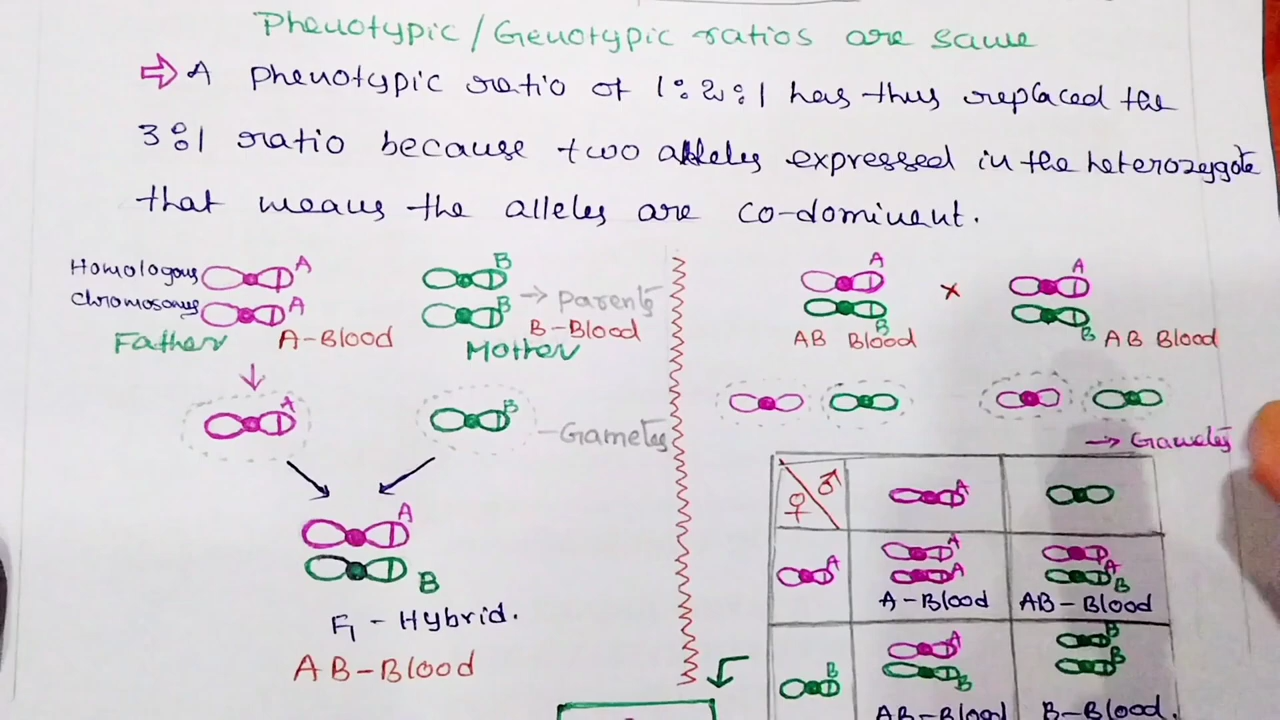 Phenotypic/Genotypic ratios are same
⇨ A phenotypic ratio of 1:2:1 has thus replaced the
3:1 ratio because two alleles expressed in the heterozygote
that means the alleles are co-dominent.
Homologous
chromosomes
A
A
Father
A-Blood
B
B
→ Parents
B-Blood
Mother
A
B
- Gametes
A
B
F1 - Hybrid.
AB-Blood
A
B
AB Blood
×
A
B
AB Blood
→ Gametes
♀ ♂
A
A
A
A
A-Blood
A
B
AB-Blood
B
A
B
AB-Blood
B
B
B-Blood.